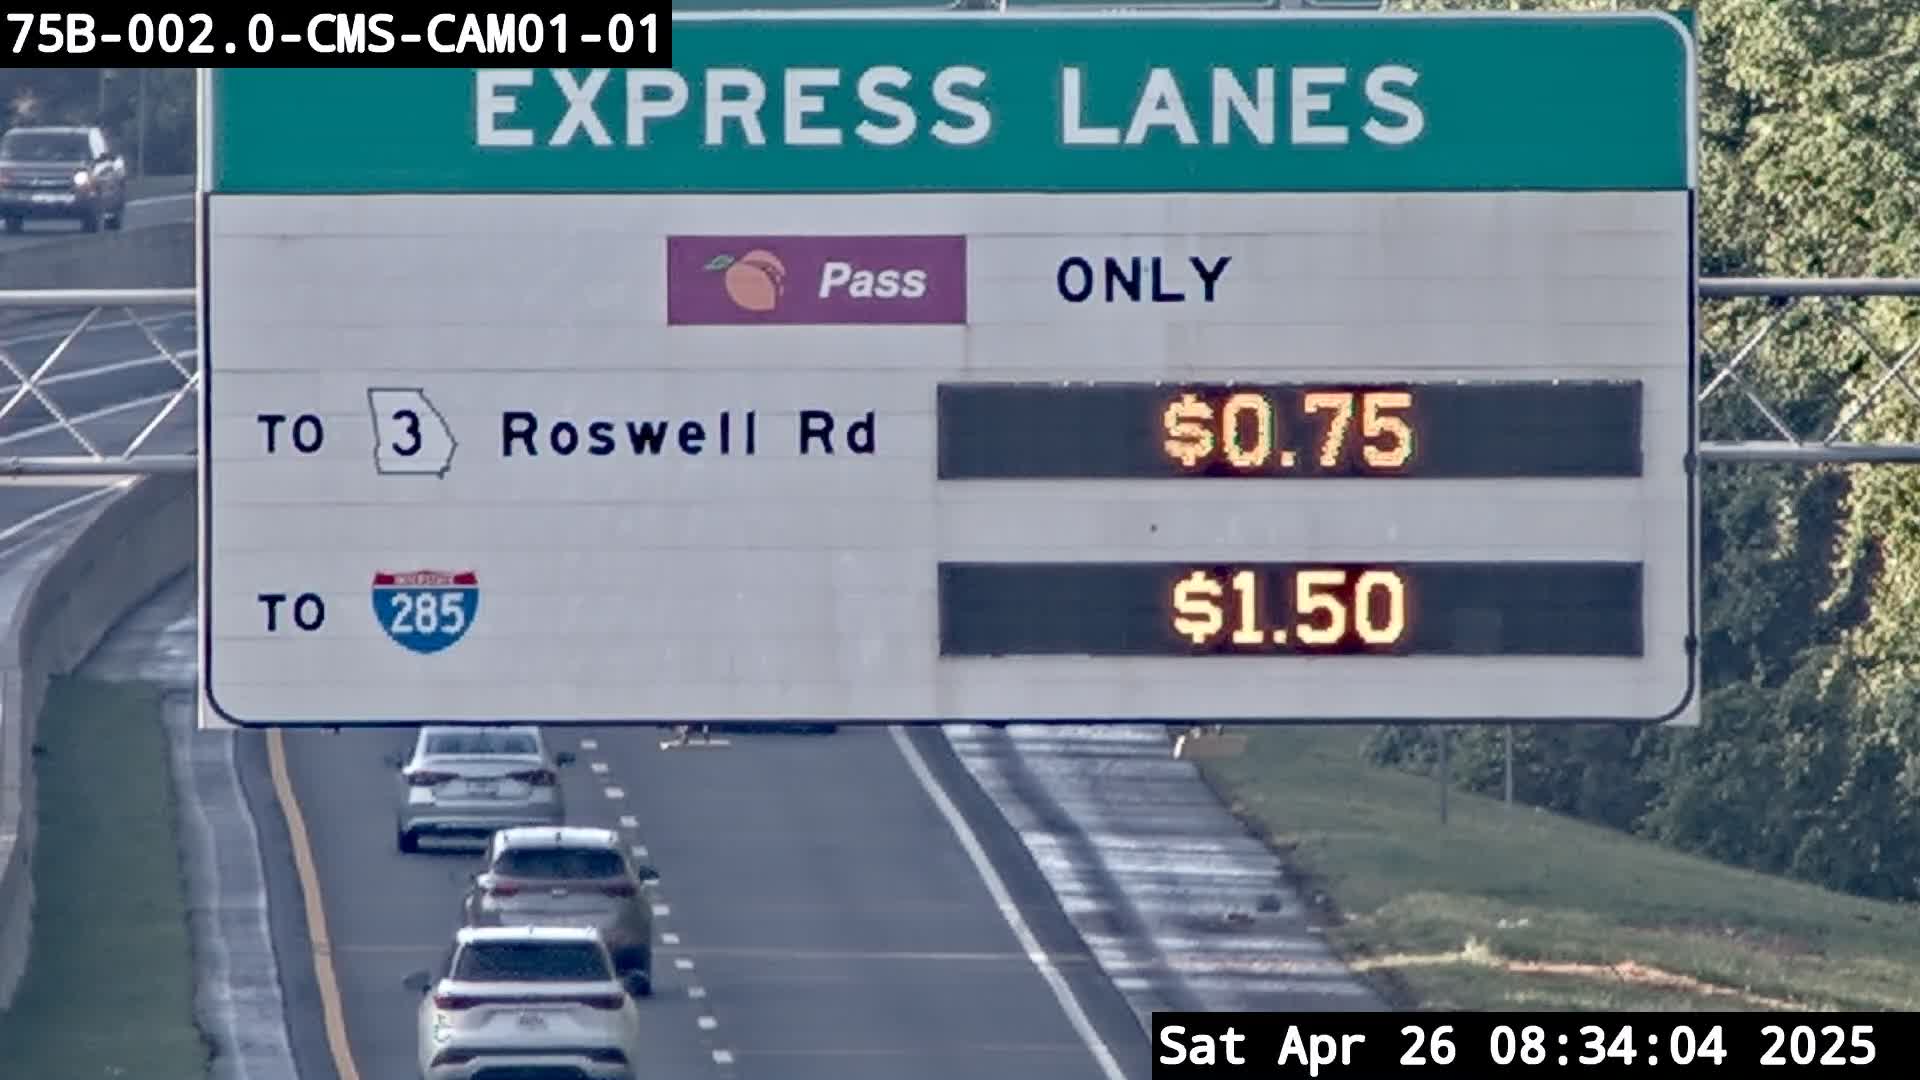 75B-002.0-CMS-CAM01-01
EXPRESS LANES
Pass ONLY
TO 3 Roswell Rd $0.75
INTERSTATE
TO 285 $1.50
Sat Apr 26 08:34:04 2025